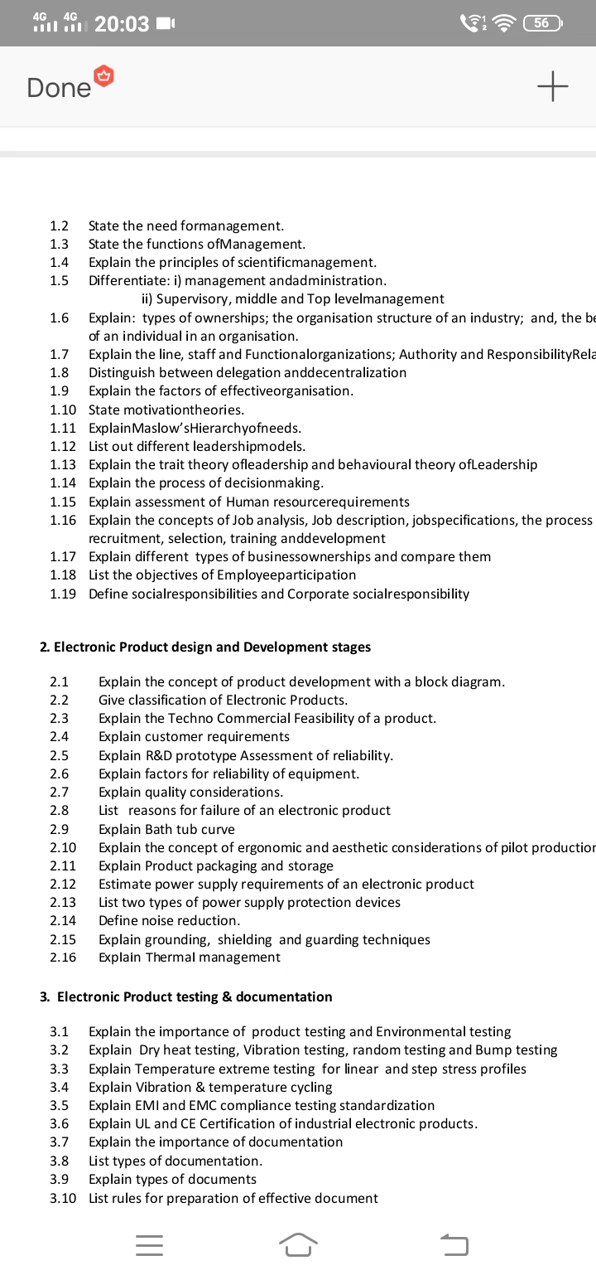 4G 4G 20:03 56
Done
1.2 State the need formanagement.
1.3 State the functions ofManagement.
1.4 Explain the principles of scientificmanagement.
1.5 Differentiate: i) management andadministration.
ii) Supervisory, middle and Top levelmanagement
1.6 Explain: types of ownerships; the organisation structure of an industry; and, the be
of an individual in an organisation.
1.7 Explain the line, staff and Functionalorganizations; Authority and ResponsibilityRela
1.8 Distinguish between delegation anddecentralization
1.9 Explain the factors of effectiveorganisation.
1.10 State motivationtheories.
1.11 ExplainMaslow'sHierarchyofneeds.
1.12 List out different leadershipmodels.
1.13 Explain the trait theory ofleadership and behavioural theory ofLeadership
1.14 Explain the process of decisionmaking.
1.15 Explain assessment of Human resourcerequirements
1.16 Explain the concepts of Job analysis, Job description, jobspecifications, the process
recruitment, selection, training anddevelopment
1.17 Explain different types of businessownerships and compare them
1.18 List the objectives of Employeeparticipation
1.19 Define socialresponsibilities and Corporate socialresponsibility
2. Electronic Product design and Development stages
2.1 Explain the concept of product development with a block diagram.
2.2 Give classification of Electronic Products.
2.3 Explain the Techno Commercial Feasibility of a product.
2.4 Explain customer requirements
2.5 Explain R&D prototype Assessment of reliability.
2.6 Explain factors for reliability of equipment.
2.7 Explain quality considerations.
2.8 List reasons for failure of an electronic product
2.9 Explain Bath tub curve
2.10 Explain the concept of ergonomic and aesthetic considerations of pilot production
2.11 Explain Product packaging and storage
2.12 Estimate power supply requirements of an electronic product
2.13 List two types of power supply protection devices
2.14 Define noise reduction.
2.15 Explain grounding, shielding and guarding techniques
2.16 Explain Thermal management
3. Electronic Product testing & documentation
3.1 Explain the importance of product testing and Environmental testing
3.2 Explain Dry heat testing, Vibration testing, random testing and Bump testing
3.3 Explain Temperature extreme testing for linear and step stress profiles
3.4 Explain Vibration & temperature cycling
3.5 Explain EMI and EMC compliance testing standardization
3.6 Explain UL and CE Certification of industrial electronic products.
3.7 Explain the importance of documentation
3.8 List types of documentation.
3.9 Explain types of documents
3.10 List rules for preparation of effective document